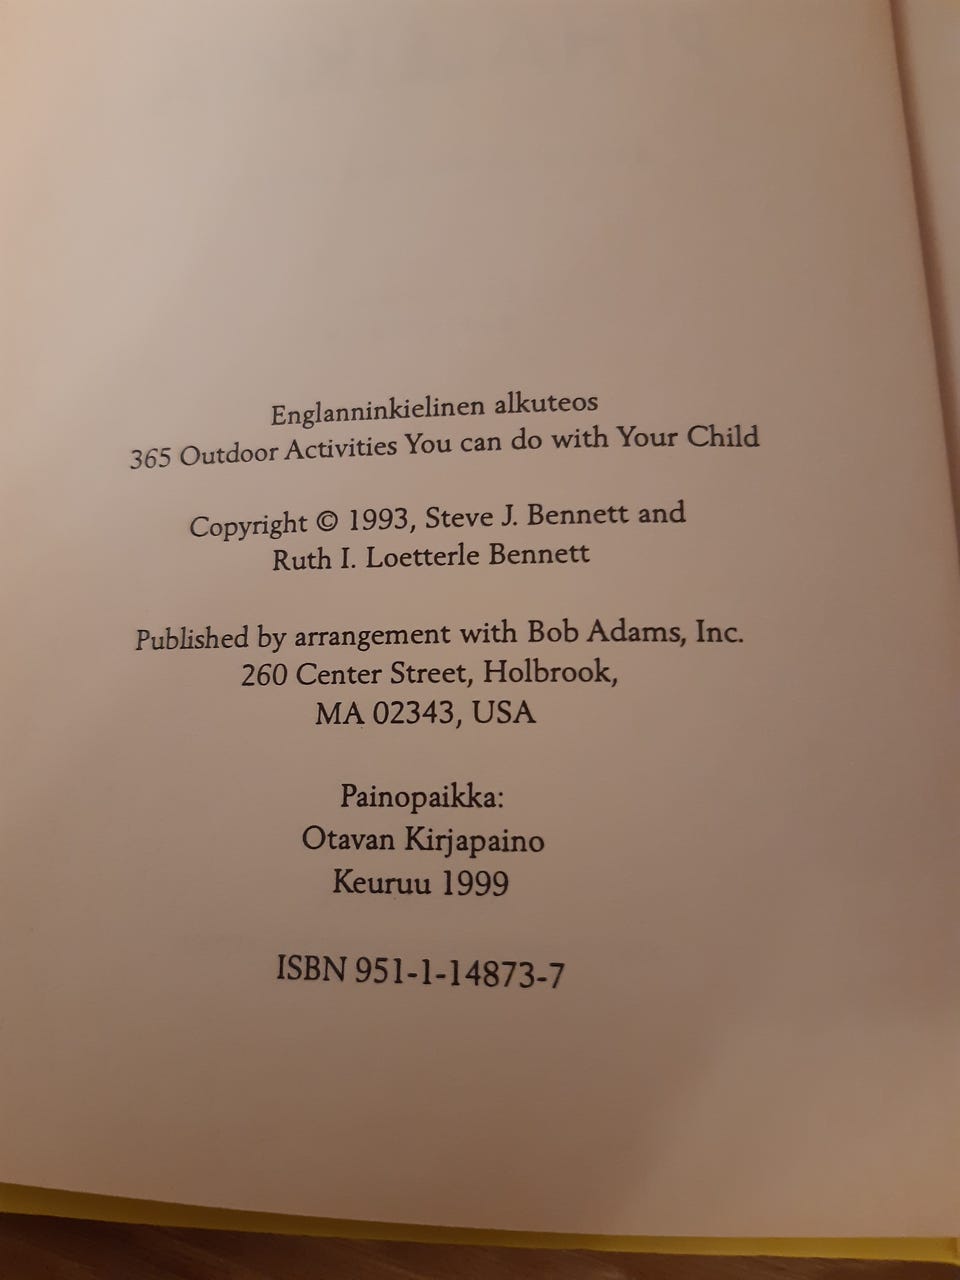 Englanninkielinen alkuteos
365 Outdoor Activities You can do with Your Child
Copyright © 1993, Steve J. Bennett and
Ruth I. Loetterle Bennett
Published by arrangement with Bob Adams, Inc.
260 Center Street, Holbrook,
MA 02343, USA
Painopaikka:
Otavan Kirjapaino
Keuruu 1999
ISBN 951-1-14873-7